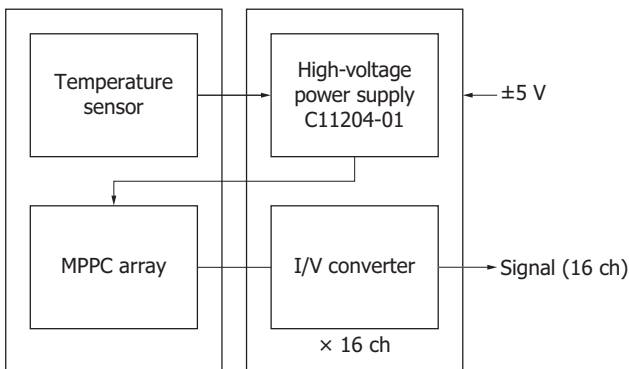 Temperature
sensor
High-voltage
power supply
C11204-01
±5 V
MPPC array
I/V converter
Signal (16 ch)
× 16 ch